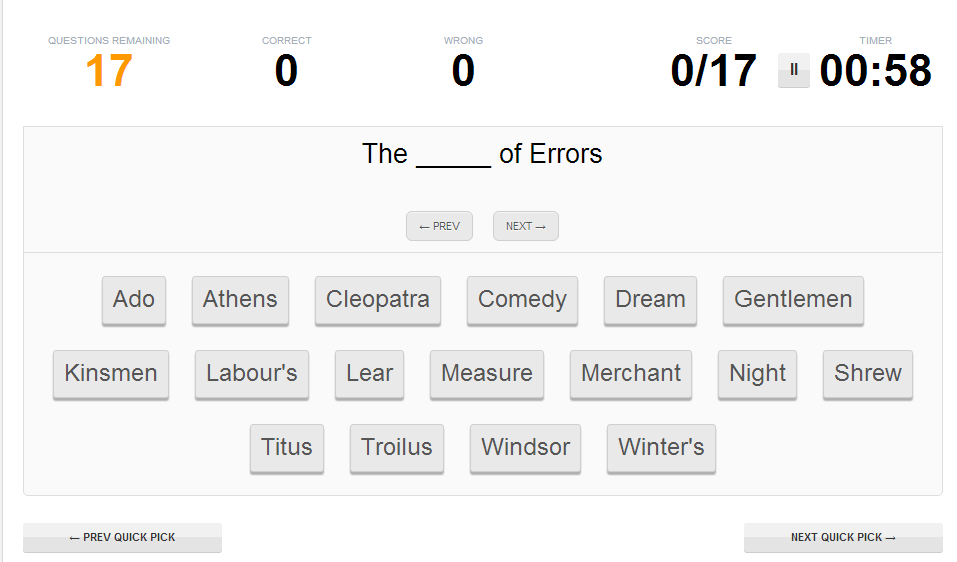 QUESTIONS REMAINING CORRECT WRONG SCORE TIMER
17 0 0 0/17 II 00:58
The _____ of Errors
← PREV NEXT →
Ado Athens Cleopatra Comedy Dream Gentlemen
Kinsmen Labour's Lear Measure Merchant Night Shrew
Titus Troilus Windsor Winter's
← PREV QUICK PICK NEXT QUICK PICK →